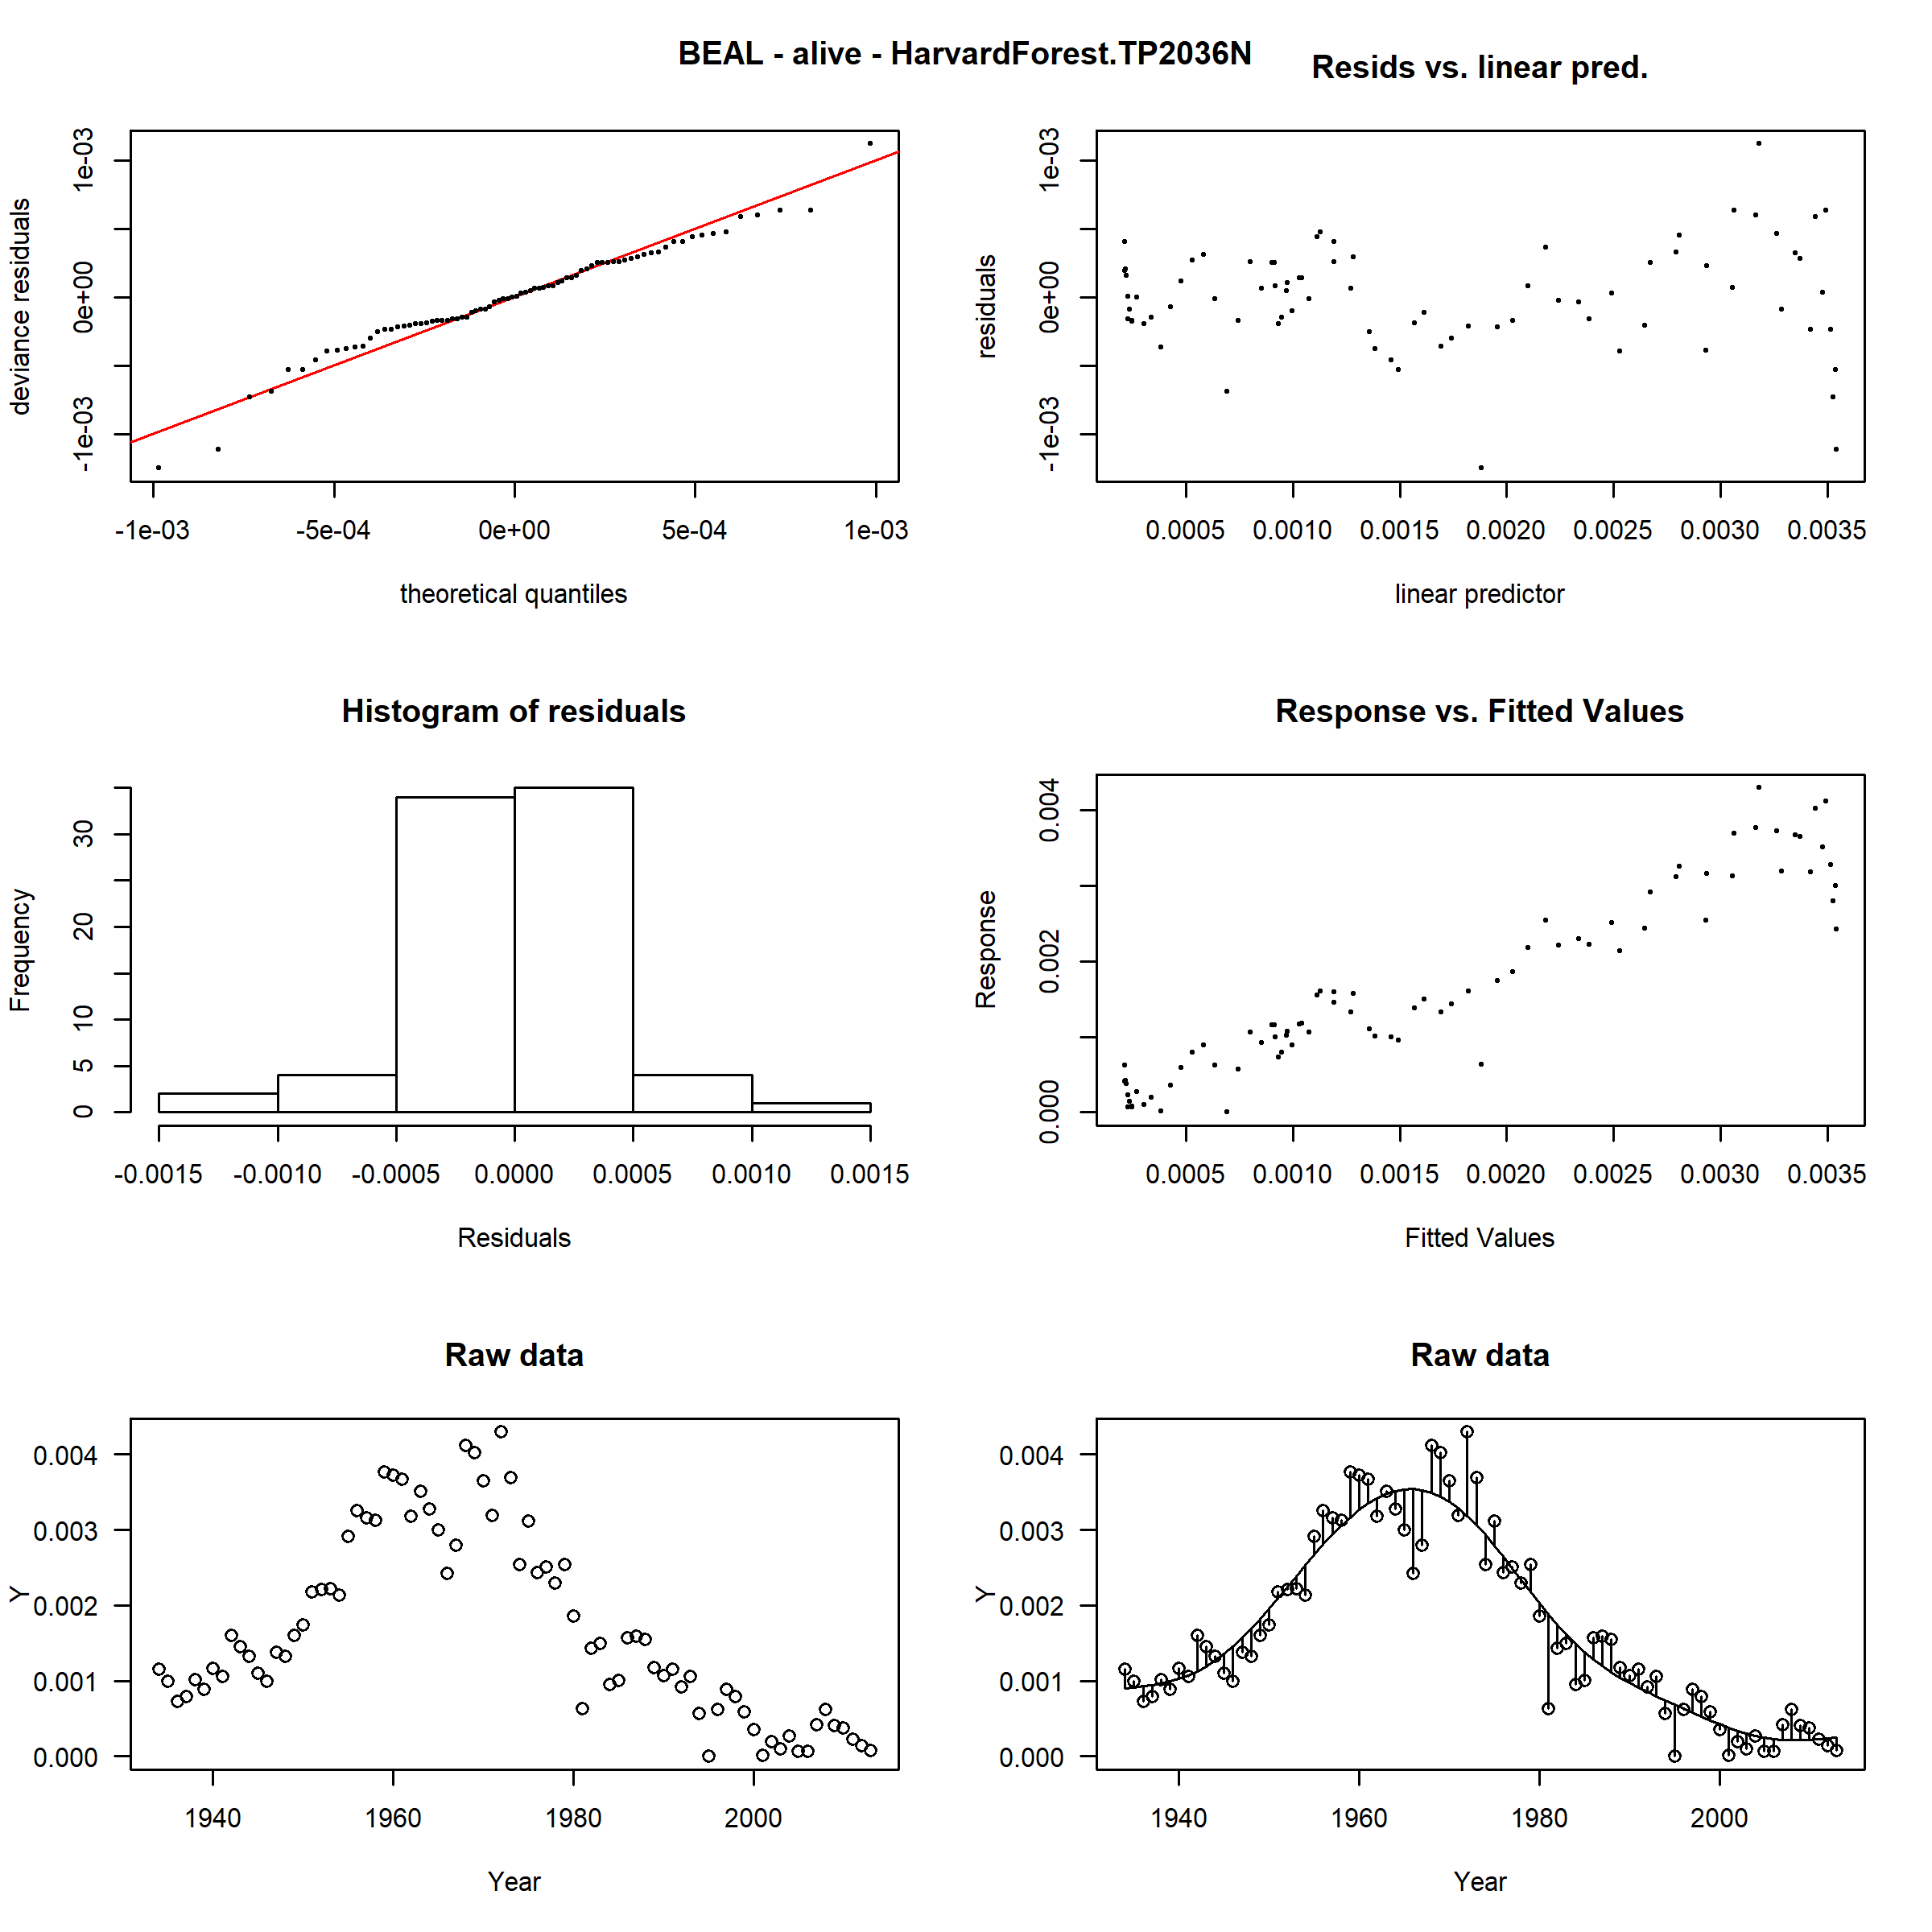 BEAL - alive - HarvardForest.TP2036N
Resids vs. linear pred.
deviance residuals
-1e-03 0e+00 1e-03
-1e-03 -5e-04 0e+00 5e-04 1e-03
theoretical quantiles
residuals
-1e-03 0e+00 1e-03
0.0005 0.0010 0.0015 0.0020 0.0025 0.0030 0.0035
linear predictor
Histogram of residuals
Frequency
0 5 10 20 30
-0.0015 -0.0010 -0.0005 0.0000 0.0005 0.0010 0.0015
Residuals
Response vs. Fitted Values
Response
0.000 0.002 0.004
0.0005 0.0010 0.0015 0.0020 0.0025 0.0030 0.0035
Fitted Values
Raw data
Y
0.004
0.003
0.002
0.001
0.000
1940 1960 1980 2000
Year
Raw data
Y
0.004
0.003
0.002
0.001
0.000
1940 1960 1980 2000
Year